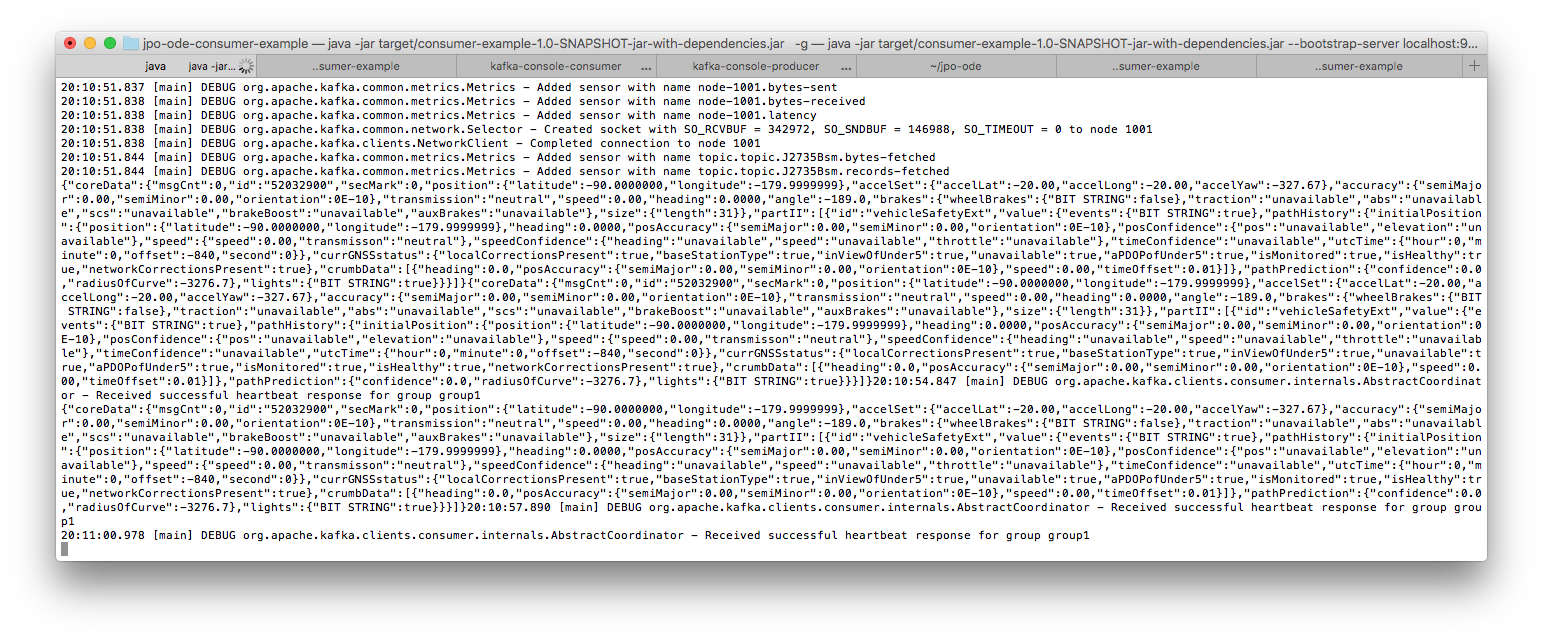 jpo-ode-consumer-example — java -jar target/consumer-example-1.0-SNAPSHOT-jar-with-dependencies.jar   -g — java -jar target/consumer-example-1.0-SNAPSHOT-jar-with-dependencies.jar --bootstrap-server localhost:9...
java java -jar... ..sumer-example kafka-console-consumer ... kafka-console-producer ... ~/jpo-ode ..sumer-example ..sumer-example +
20:10:51.837 [main] DEBUG org.apache.kafka.common.metrics.Metrics - Added sensor with name node-1001.bytes-sent
20:10:51.838 [main] DEBUG org.apache.kafka.common.metrics.Metrics - Added sensor with name node-1001.bytes-received
20:10:51.838 [main] DEBUG org.apache.kafka.common.metrics.Metrics - Added sensor with name node-1001.latency
20:10:51.838 [main] DEBUG org.apache.kafka.common.network.Selector - Created socket with SO_RCVBUF = 342972, SO_SNDBUF = 146988, SO_TIMEOUT = 0 to node 1001
20:10:51.838 [main] DEBUG org.apache.kafka.clients.NetworkClient - Completed connection to node 1001
20:10:51.844 [main] DEBUG org.apache.kafka.common.metrics.Metrics - Added sensor with name topic.topic.J2735Bsm.bytes-fetched
20:10:51.844 [main] DEBUG org.apache.kafka.common.metrics.Metrics - Added sensor with name topic.topic.J2735Bsm.records-fetched
{"coreData":{"msgCnt":0,"id":"52032900","secMark":0,"position":{"latitude":-90.0000000,"longitude":-179.9999999},"accelSet":{"accelLat":-20.00,"accelLong":-20.00,"accelYaw":-327.67},"accuracy":{"semiMajo
r":0.00,"semiMinor":0.00,"orientation":0E-10},"transmission":"neutral","speed":0.00,"heading":0.0000,"angle":-189.0,"brakes":{"wheelBrakes":{"BIT STRING":false},"traction":"unavailable","abs":"unavailabl
e","scs":"unavailable","brakeBoost":"unavailable","auxBrakes":"unavailable"},"size":{"length":31}},"partII":[{"id":"vehicleSafetyExt","value":{"events":{"BIT STRING":true},"pathHistory":{"initialPosition
":{"position":{"latitude":-90.0000000,"longitude":-179.9999999},"heading":0.0000,"posAccuracy":{"semiMajor":0.00,"semiMinor":0.00,"orientation":0E-10},"posConfidence":{"pos":"unavailable","elevation":"un
available"},"speed":{"speed":0.00,"transmisson":"neutral"},"speedConfidence":{"heading":"unavailable","speed":"unavailable","throttle":"unavailable"},"timeConfidence":"unavailable","utcTime":{"hour":0,"m
inute":0,"offset":-840,"second":0}},"currGNSSstatus":{"localCorrectionsPresent":true,"baseStationType":true,"inViewOfUnder5":true,"unavailable":true,"aPDOPofUnder5":true,"isMonitored":true,"isHealthy":tr
ue,"networkCorrectionsPresent":true},"crumbData":[{"heading":0.0,"posAccuracy":{"semiMajor":0.00,"semiMinor":0.00,"orientation":0E-10},"speed":0.00,"timeOffset":0.01}]},"pathPrediction":{"confidence":0.0
,"radiusOfCurve":-3276.7},"lights":{"BIT STRING":true}}}]}{"coreData":{"msgCnt":0,"id":"52032900","secMark":0,"position":{"latitude":-90.0000000,"longitude":-179.9999999},"accelSet":{"accelLat":-20.00,"a
ccelLong":-20.00,"accelYaw":-327.67},"accuracy":{"semiMajor":0.00,"semiMinor":0.00,"orientation":0E-10},"transmission":"neutral","speed":0.00,"heading":0.0000,"angle":-189.0,"brakes":{"wheelBrakes":{"BIT
 STRING":false},"traction":"unavailable","abs":"unavailable","scs":"unavailable","brakeBoost":"unavailable","auxBrakes":"unavailable"},"size":{"length":31}},"partII":[{"id":"vehicleSafetyExt","value":{"e
vents":{"BIT STRING":true},"pathHistory":{"initialPosition":{"position":{"latitude":-90.0000000,"longitude":-179.9999999},"heading":0.0000,"posAccuracy":{"semiMajor":0.00,"semiMinor":0.00,"orientation":0
E-10},"posConfidence":{"pos":"unavailable","elevation":"unavailable"},"speed":{"speed":0.00,"transmisson":"neutral"},"speedConfidence":{"heading":"unavailable","speed":"unavailable","throttle":"unavailab
le"},"timeConfidence":"unavailable","utcTime":{"hour":0,"minute":0,"offset":-840,"second":0}},"currGNSSstatus":{"localCorrectionsPresent":true,"baseStationType":true,"inViewOfUnder5":true,"unavailable":t
rue,"aPDOPofUnder5":true,"isMonitored":true,"isHealthy":true,"networkCorrectionsPresent":true},"crumbData":[{"heading":0.0,"posAccuracy":{"semiMajor":0.00,"semiMinor":0.00,"orientation":0E-10},"speed":0.
00,"timeOffset":0.01}]},"pathPrediction":{"confidence":0.0,"radiusOfCurve":-3276.7},"lights":{"BIT STRING":true}}}]}20:10:54.847 [main] DEBUG org.apache.kafka.clients.consumer.internals.AbstractCoordinat
or - Received successful heartbeat response for group group1
{"coreData":{"msgCnt":0,"id":"52032900","secMark":0,"position":{"latitude":-90.0000000,"longitude":-179.9999999},"accelSet":{"accelLat":-20.00,"accelLong":-20.00,"accelYaw":-327.67},"accuracy":{"semiMajo
r":0.00,"semiMinor":0.00,"orientation":0E-10},"transmission":"neutral","speed":0.00,"heading":0.0000,"angle":-189.0,"brakes":{"wheelBrakes":{"BIT STRING":false},"traction":"unavailable","abs":"unavailabl
e","scs":"unavailable","brakeBoost":"unavailable","auxBrakes":"unavailable"},"size":{"length":31}},"partII":[{"id":"vehicleSafetyExt","value":{"events":{"BIT STRING":true},"pathHistory":{"initialPosition
":{"position":{"latitude":-90.0000000,"longitude":-179.9999999},"heading":0.0000,"posAccuracy":{"semiMajor":0.00,"semiMinor":0.00,"orientation":0E-10},"posConfidence":{"pos":"unavailable","elevation":"un
available"},"speed":{"speed":0.00,"transmisson":"neutral"},"speedConfidence":{"heading":"unavailable","speed":"unavailable","throttle":"unavailable"},"timeConfidence":"unavailable","utcTime":{"hour":0,"m
inute":0,"offset":-840,"second":0}},"currGNSSstatus":{"localCorrectionsPresent":true,"baseStationType":true,"inViewOfUnder5":true,"unavailable":true,"aPDOPofUnder5":true,"isMonitored":true,"isHealthy":tr
ue,"networkCorrectionsPresent":true},"crumbData":[{"heading":0.0,"posAccuracy":{"semiMajor":0.00,"semiMinor":0.00,"orientation":0E-10},"speed":0.00,"timeOffset":0.01}]},"pathPrediction":{"confidence":0.0
,"radiusOfCurve":-3276.7},"lights":{"BIT STRING":true}}}]}20:10:57.890 [main] DEBUG org.apache.kafka.clients.consumer.internals.AbstractCoordinator - Received successful heartbeat response for group grou
p1
20:11:00.978 [main] DEBUG org.apache.kafka.clients.consumer.internals.AbstractCoordinator - Received successful heartbeat response for group group1